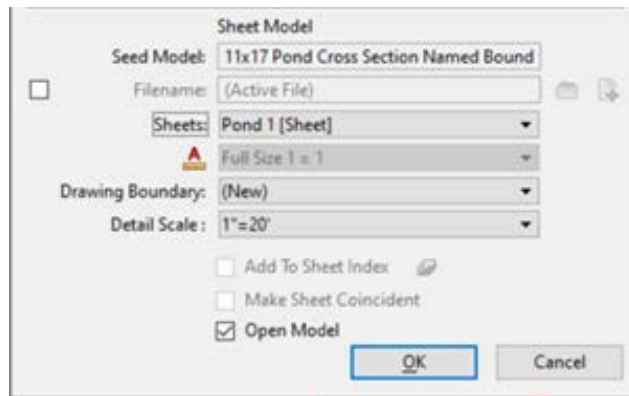 Sheet Model
Seed Model: 11x17 Pond Cross Section Named Bound
Filename: (Active File)
Sheets: Pond 1 [Sheet]
A Full Size 1 = 1
Drawing Boundary: (New)
Detail Scale : 1"=20'
Add To Sheet Index
Make Sheet Coincident
Open Model
OK Cancel